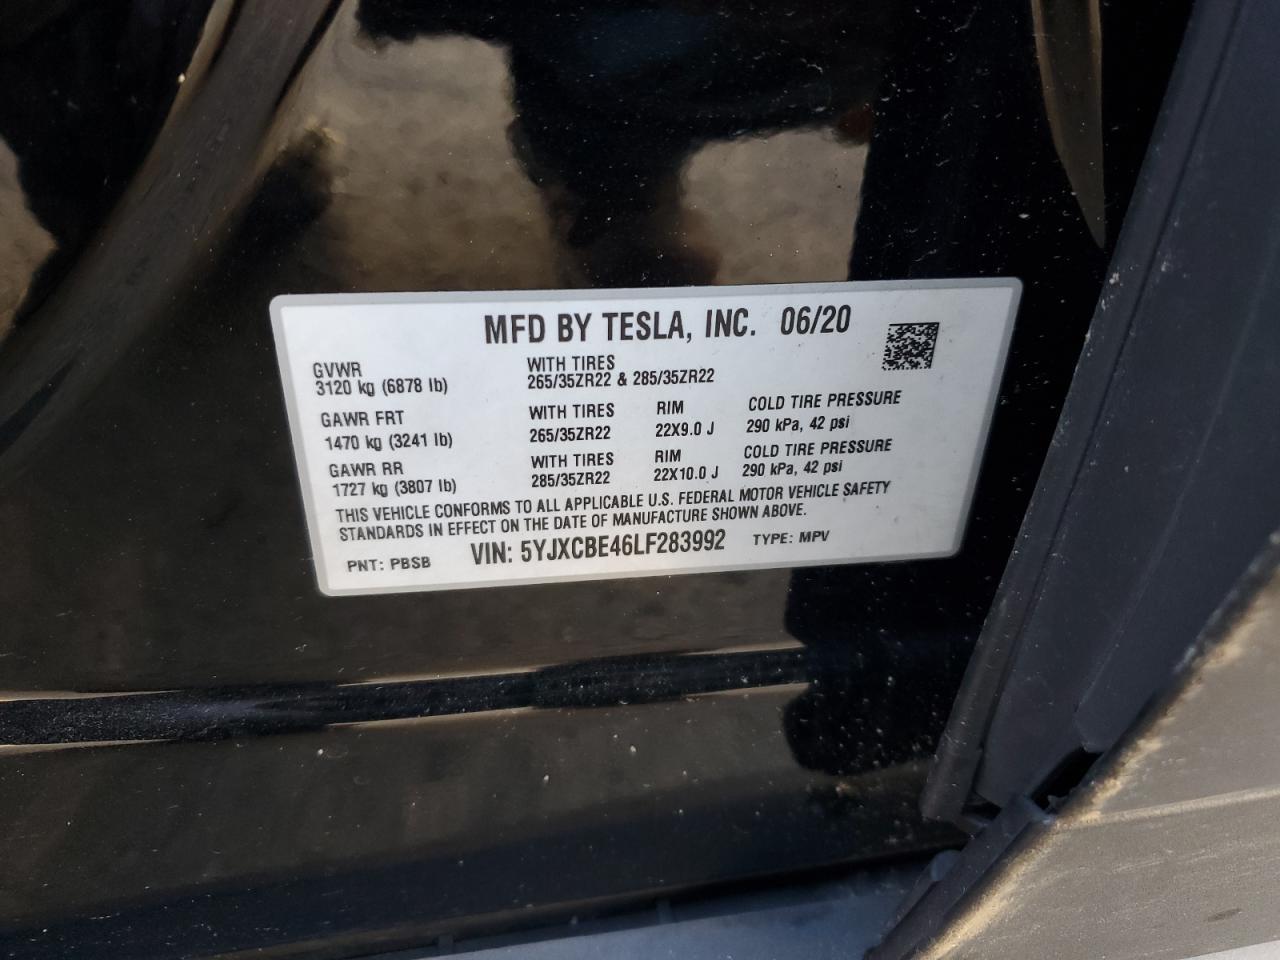 MFD BY TESLA, INC. 06/20
GVWR
3120 kg (6878 lb)
WITH TIRES
265/35ZR22 & 285/35ZR22
GAWR FRT
1470 kg (3241 lb)
WITH TIRES
265/35ZR22
RIM
22X9.0 J
COLD TIRE PRESSURE
290 kPa, 42 psi
GAWR RR
1727 kg (3807 lb)
WITH TIRES
285/35ZR22
RIM
22X10.0 J
COLD TIRE PRESSURE
290 kPa, 42 psi
THIS VEHICLE CONFORMS TO ALL APPLICABLE U.S. FEDERAL MOTOR VEHICLE SAFETY
STANDARDS IN EFFECT ON THE DATE OF MANUFACTURE SHOWN ABOVE.
PNT: PBSB VIN: 5YJXCBE46LF283992 TYPE: MPV